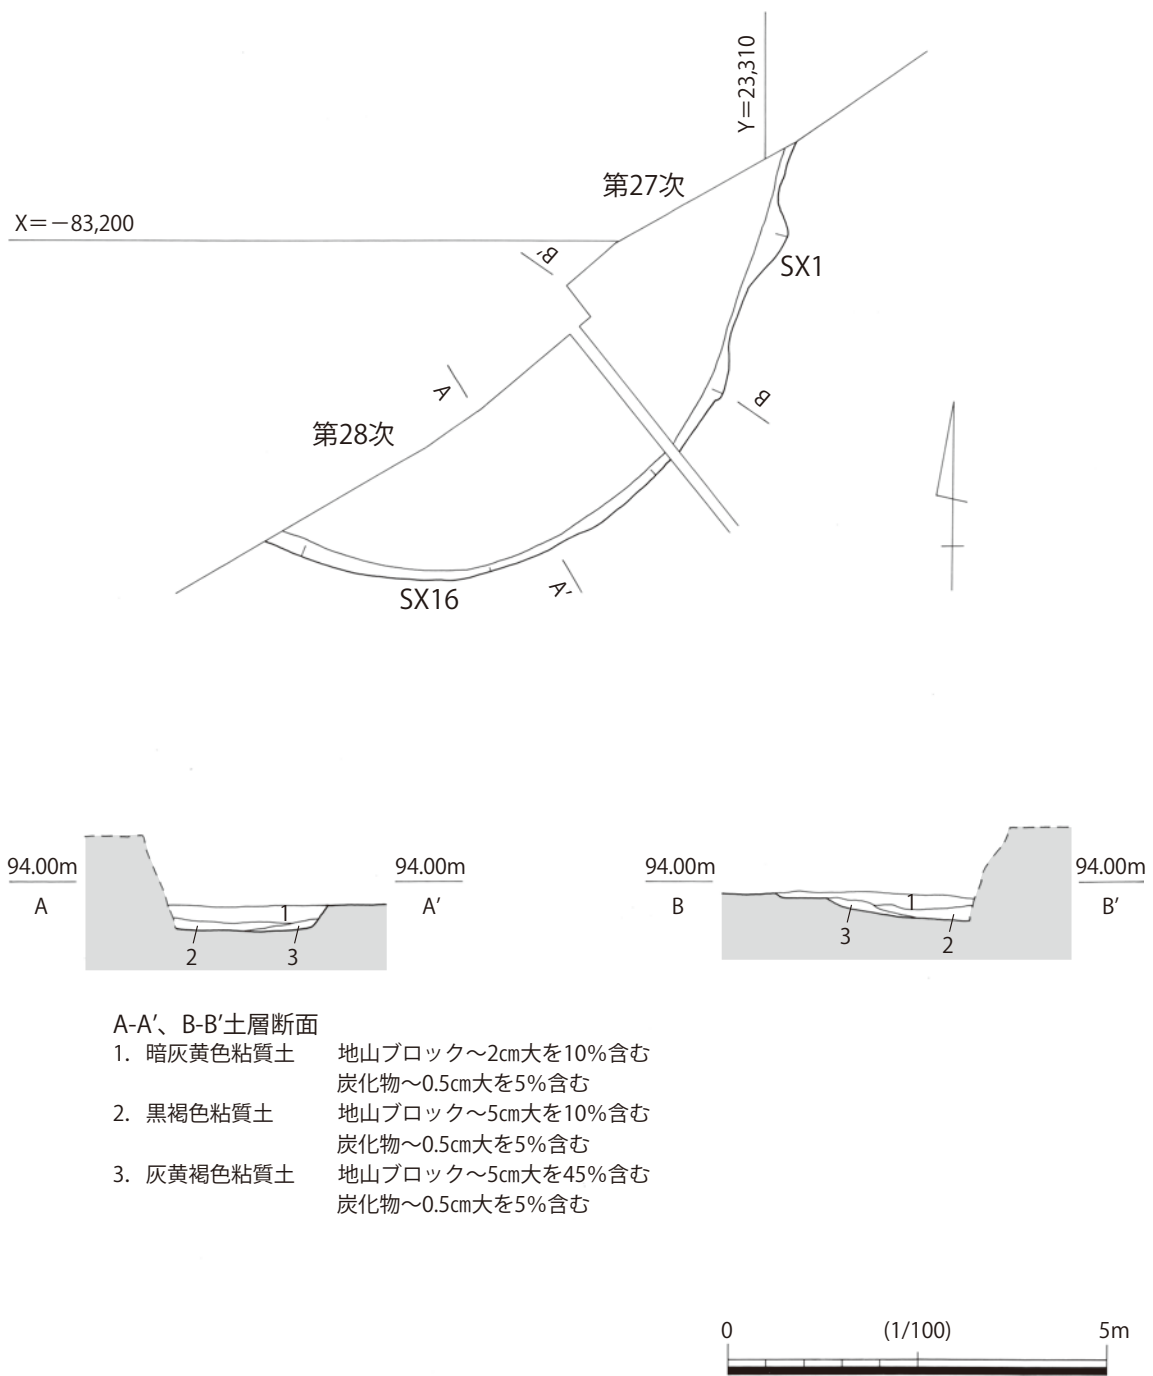 Y＝23,310
第27次
X＝－83,200
B′
SX1
A
B
第28次
A′
SX16
94.00m
94.00m
94.00m
94.00m
A
A′
B
B′
1
1
2
3
3
2
A-A′、B-B′土層断面
1. 暗灰黄色粘質土 地山ブロック～2㎝大を10％含む
炭化物～0.5㎝大を5％含む
2. 黒褐色粘質土 地山ブロック～5㎝大を10％含む
炭化物～0.5㎝大を5％含む
3. 灰黄褐色粘質土 地山ブロック～5㎝大を45％含む
炭化物～0.5㎝大を5％含む
0 (1/100) 5m